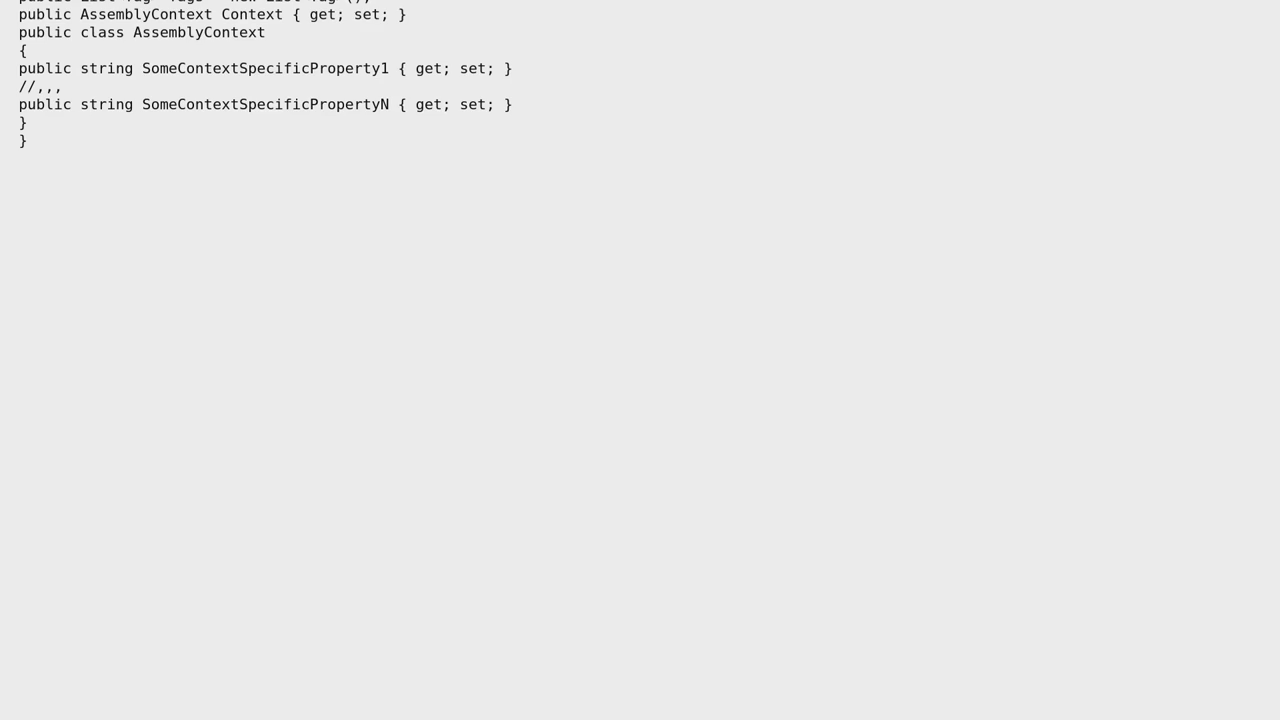 public AssemblyContext Context { get; set; }
public class AssemblyContext
{
public string SomeContextSpecificProperty1 { get; set; }
//,,,
public string SomeContextSpecificPropertyN { get; set; }
}
}